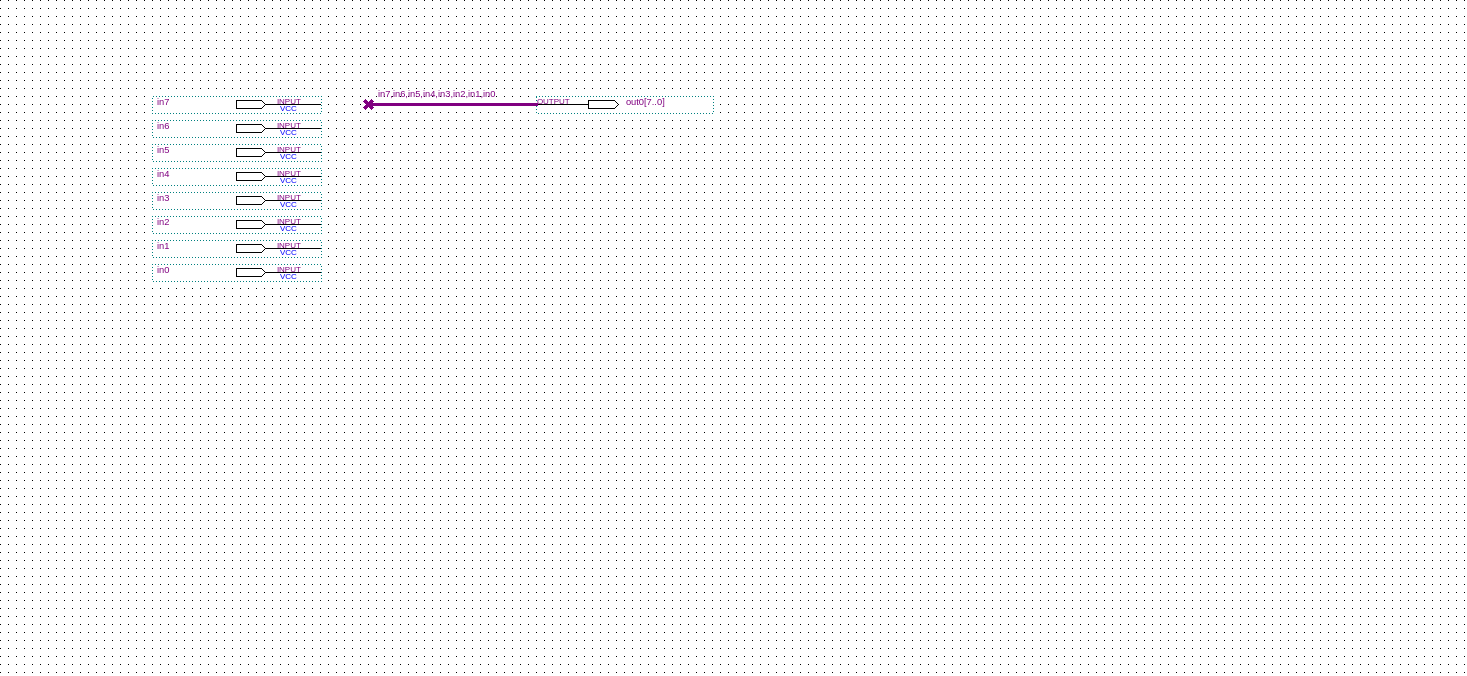 in7,in6,in5,in4,in3,in2,in1,in0.
in7 INPUT OUTPUT out0[7..0]
VCC
in6 INPUT
VCC
in5 INPUT
VCC
in4 INPUT
VCC
in3 INPUT
VCC
in2 INPUT
VCC
in1 INPUT
VCC
in0 INPUT
VCC